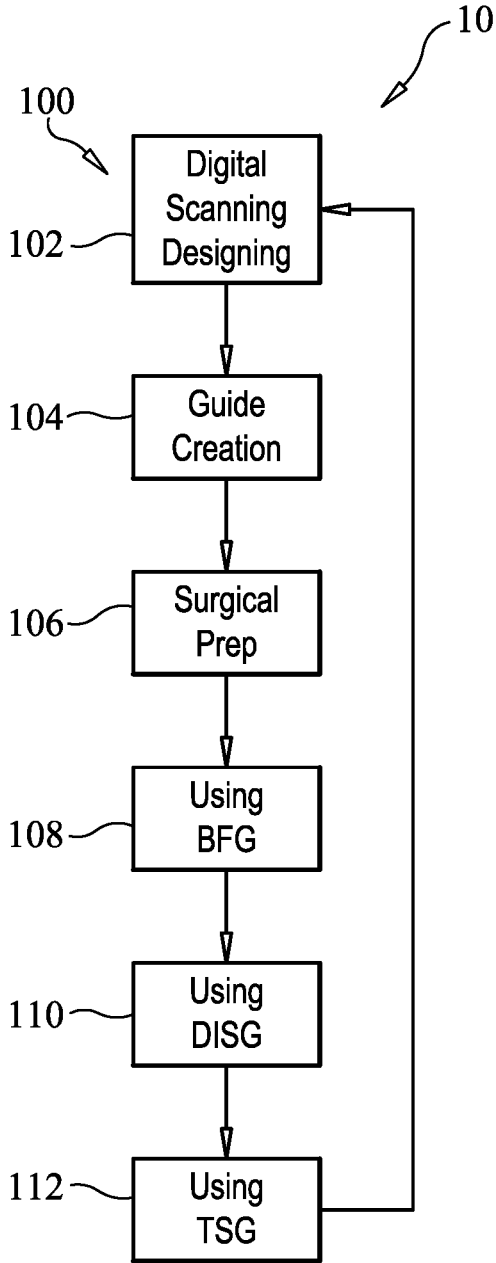 10
100
Digital
Scanning
Designing
102
Guide
Creation
104
Surgical
Prep
106
Using
BFG
108
Using
DISG
110
Using
TSG
112